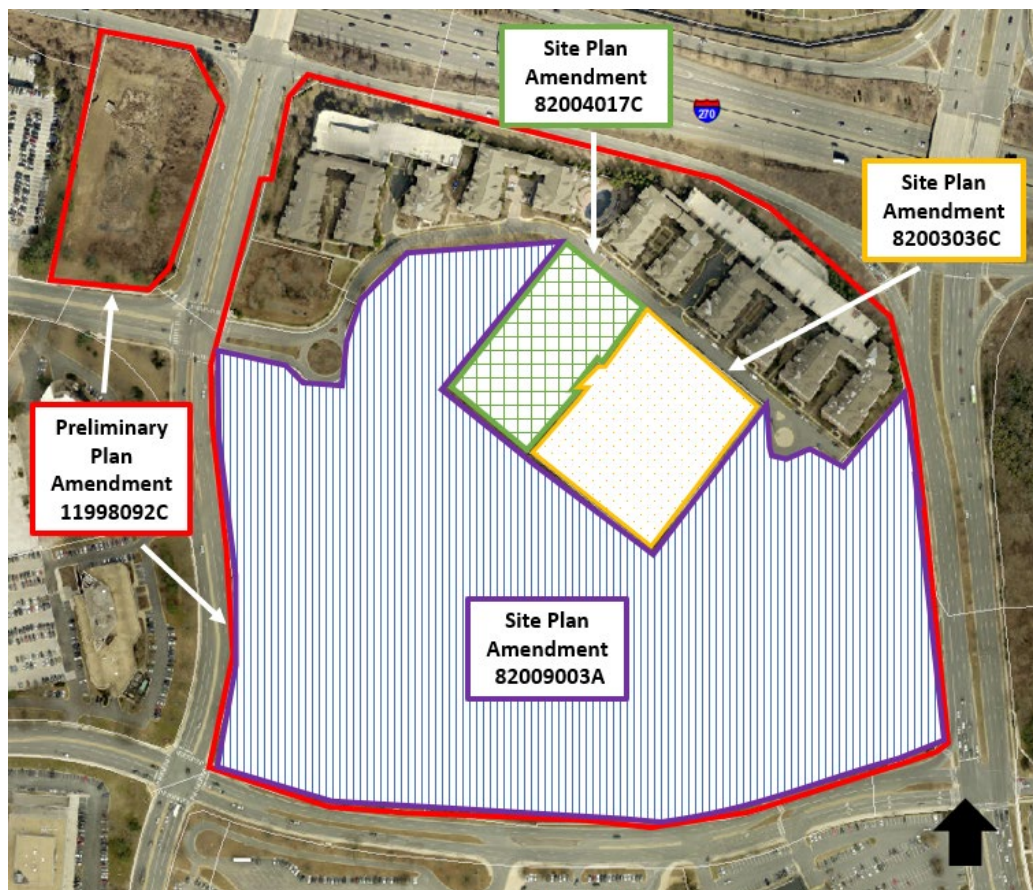 Site Plan
Amendment
82004017C
270
Site Plan
Amendment
82003036C
Preliminary
Plan
Amendment
11998092C
Site Plan
Amendment
82009003A